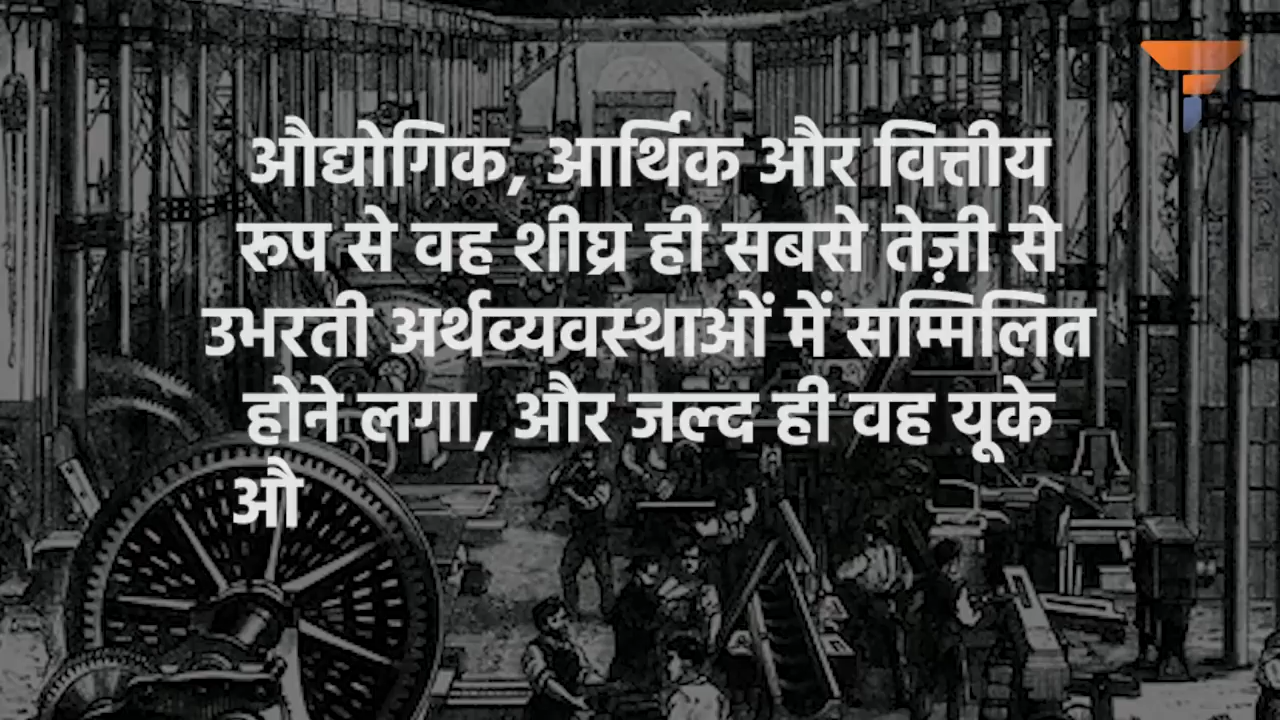 औद्योगिक, आर्थिक और वित्तीय
रूप से वह शीघ्र ही सबसे तेज़ी से
उभरती अर्थव्यवस्थाओं में सम्मिलित
होने लगा, और जल्द ही वह यूके
औ